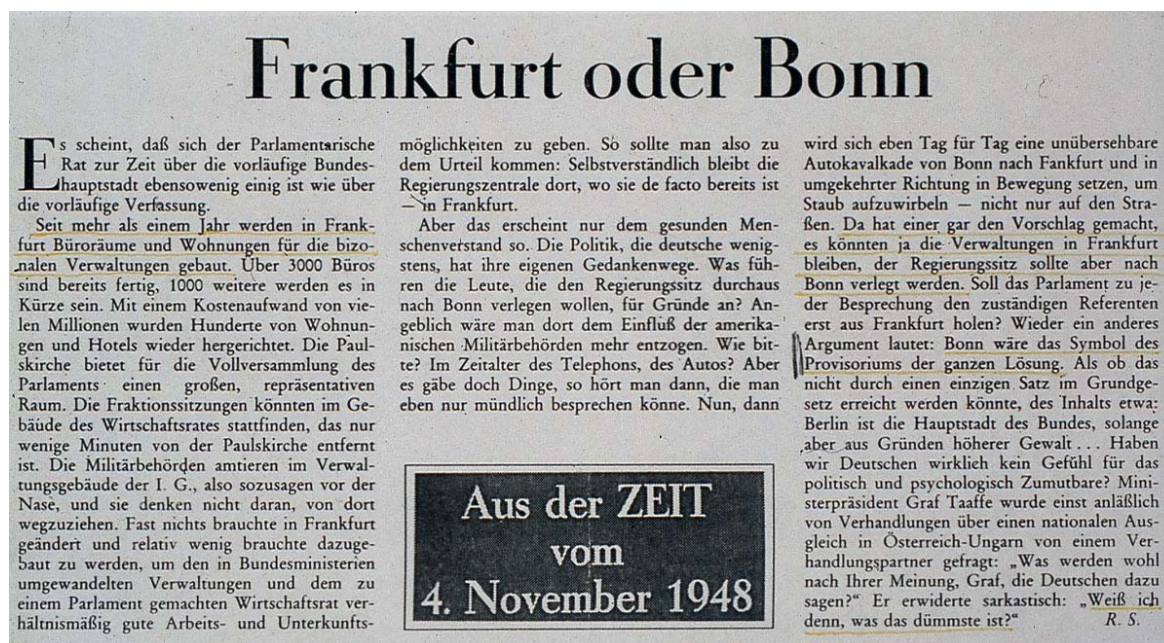 Frankfurt oder Bonn
Es scheint, daß sich der Parlamentarische
Rat zur Zeit über die vorläufige Bundes-
hauptstadt ebensowenig einig ist wie über
die vorläufige Verfassung.
Seit mehr als einem Jahr werden in Frank-
furt Büroräume und Wohnungen für die bizo-
nalen Verwaltungen gebaut. Über 3000 Büros
sind bereits fertig, 1000 weitere werden es in
Kürze sein. Mit einem Kostenaufwand von vie-
len Millionen wurden Hunderte von Wohnun-
gen und Hotels wieder hergerichtet. Die Paul-
skirche bietet für die Vollversammlung des
Parlaments einen großen, repräsentativen
Raum. Die Fraktionssitzungen könnten im Ge-
bäude des Wirtschaftsrates stattfinden, das nur
wenige Minuten von der Paulskirche entfernt
ist. Die Militärbehörden amtieren im Verwal-
tungsgebäude der I. G., also sozusagen vor der
Nase, und sie denken nicht daran, von dort
wegzuziehen. Fast nichts brauchte in Frankfurt
geändert und relativ wenig brauchte dazuge-
baut zu werden, um den in Bundesministerien
umgewandelten Verwaltungen und dem zu
einem Parlament gemachten Wirtschaftsrat ver-
hältnismäßig gute Arbeits- und Unterkunfts-
möglichkeiten zu geben. So sollte man also zu
dem Urteil kommen: Selbstverständlich bleibt die
Regierungszentrale dort, wo sie de facto bereits ist
— in Frankfurt.
Aber das erscheint nur dem gesunden Men-
schenverstand so. Die Politik, die deutsche wenig-
stens, hat ihre eigenen Gedankenwege. Was füh-
ren die Leute, die den Regierungssitz durchaus
nach Bonn verlegen wollen, für Gründe an? An-
geblich wäre man dort dem Einfluß der amerika-
nischen Militärbehörden mehr entzogen. Wie bit-
te? Im Zeitalter des Telephons, des Autos? Aber
es gäbe doch Dinge, so hört man dann, die man
eben nur mündlich besprechen könne. Nun, dann
Aus der ZEIT
vom
4. November 1948
wird sich eben Tag für Tag eine unübersehbare
Autokavalkade von Bonn nach Fankfurt und in
umgekehrter Richtung in Bewegung setzen, um
Staub aufzuwirbeln — nicht nur auf den Stra-
ßen. Da hat einer gar den Vorschlag gemacht,
es könnten ja die Verwaltungen in Frankfurt
bleiben, der Regierungssitz sollte aber nach
Bonn verlegt werden. Soll das Parlament zu je-
der Besprechung den zuständigen Referenten
erst aus Frankfurt holen? Wieder ein anderes
Argument lautet: Bonn wäre das Symbol des
Provisoriums der ganzen Lösung. Als ob das
nicht durch einen einzigen Satz im Grundge-
setz erreicht werden könnte, des Inhalts etwa:
Berlin ist die Hauptstadt des Bundes, solange
aber aus Gründen höherer Gewalt . . . Haben
wir Deutschen wirklich kein Gefühl für das
politisch und psychologisch Zumutbare? Mini-
sterpräsident Graf Taaffe wurde einst anläßlich
von Verhandlungen über einen nationalen Aus-
gleich in Österreich-Ungarn von einem Ver-
handlungspartner gefragt: „Was werden wohl
nach Ihrer Meinung, Graf, die Deutschen dazu
sagen?" Er erwiderte sarkastisch: „Weiß ich
denn, was das dümmste ist?" R. S.